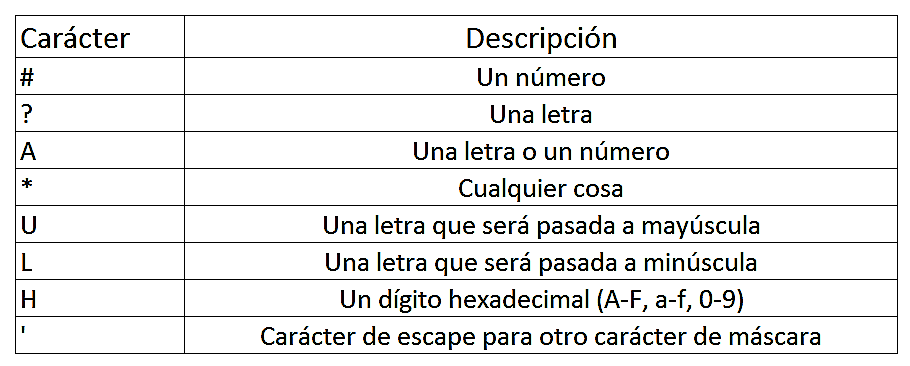 Carácter Descripción
# Un número
? Una letra
A Una letra o un número
* Cualquier cosa
U Una letra que será pasada a mayúscula
L Una letra que será pasada a minúscula
H Un dígito hexadecimal (A-F, a-f, 0-9)
' Carácter de escape para otro carácter de máscara